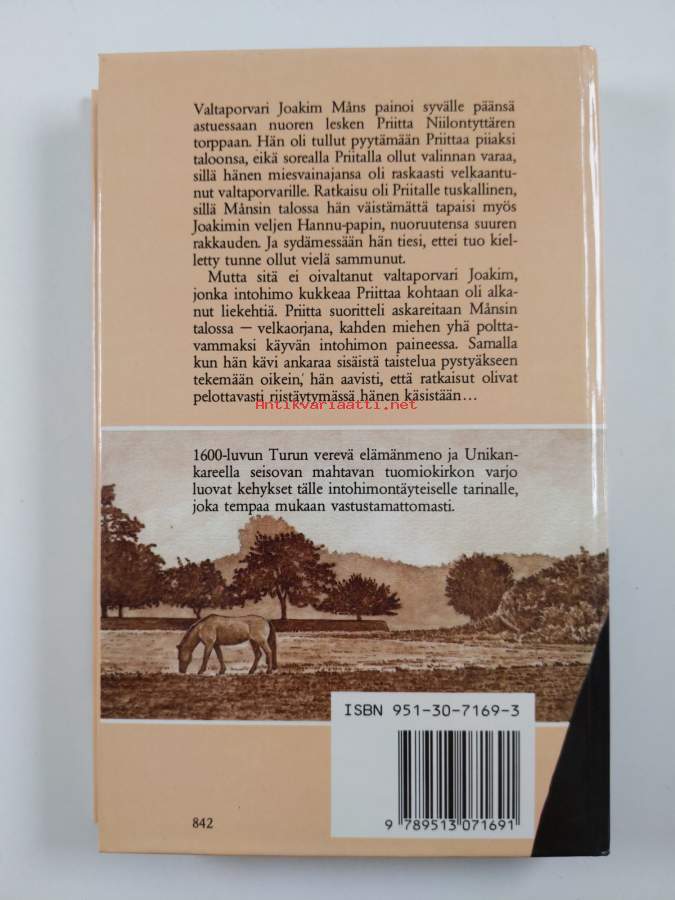 Valtaporvari Joakim Måns painoi syvälle päänsä
astuessaan nuoren lesken Priitta Niilontyttären
torppaan. Hän oli tullut pyytämään Priittaa piiaksi
taloonsa, eikä sorealla Priitalla ollut valinnan varaa,
sillä hänen miesvainajansa oli raskaasti velkaantu-
nut valtaporvarille. Ratkaisu oli Priitalle tuskallinen,
sillä Månsin talossa hän väistämättä tapaisi myös
Joakimin veljen Hannu-papin, nuoruutensa suuren
rakkauden. Ja sydämessään hän tiesi, ettei tuo kiel-
letty tunne ollut vielä sammunut.
Mutta sitä ei oivaltanut valtaporvari Joakim,
jonka intohimo kukkeaa Priittaa kohtaan oli alka-
nut liekehtiä. Priitta suoritteli askareitaan Månsin
talossa — velkaorjana, kahden miehen yhä poltta-
vammaksi käyvän intohimon paineessa. Samalla
kun hän kävi ankaraa sisäistä taistelua pystyäkseen
tekemään oikein, hän aavisti, että ratkaisut olivat
pelottavasti riistäytymässä hänen käsistään...
Antikvariaatti.net
1600-luvun Turun verevä elämänmeno ja Unikan-
kareella seisovan mahtavan tuomiokirkon varjo
luovat kehykset tälle intohimontäyteiselle tarinalle,
joka tempaa mukaan vastustamattomasti.
ISBN 951-30-7169-3
9 789513 071691
842